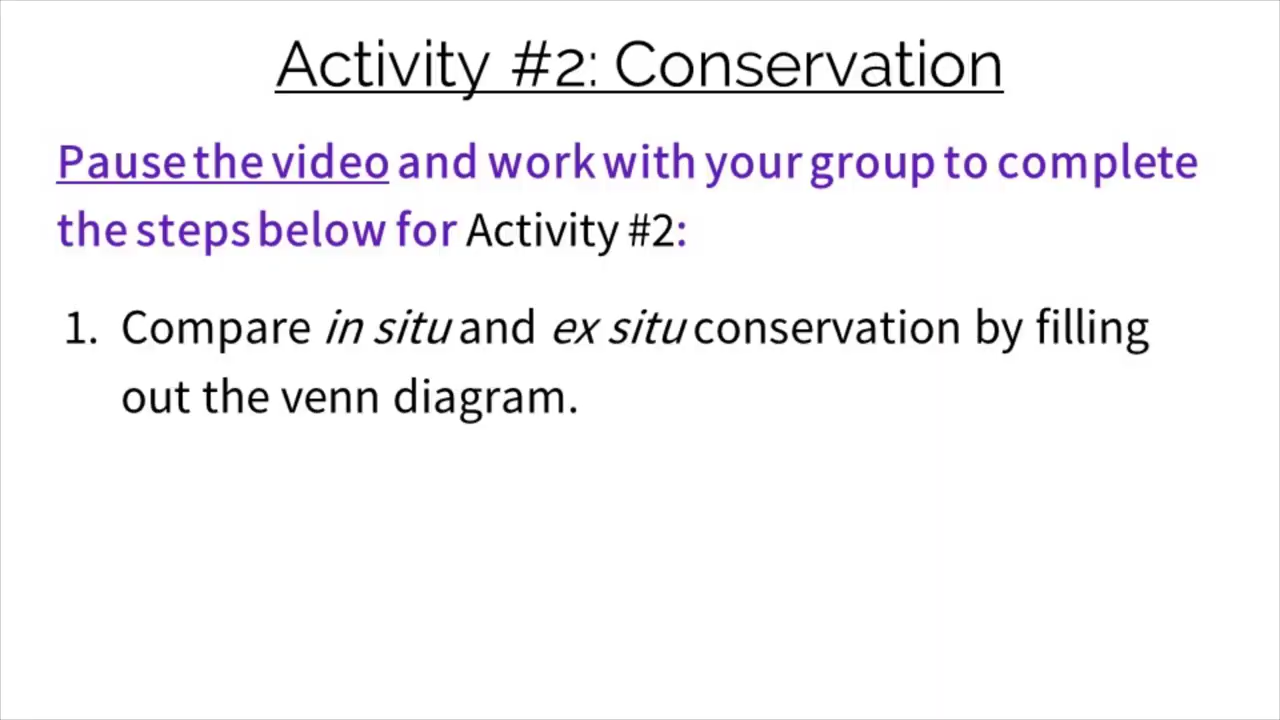 Activity #2: Conservation
Pause the video and work with your group to complete
the steps below for Activity #2:
1. Compare in situ and ex situ conservation by filling
out the venn diagram.